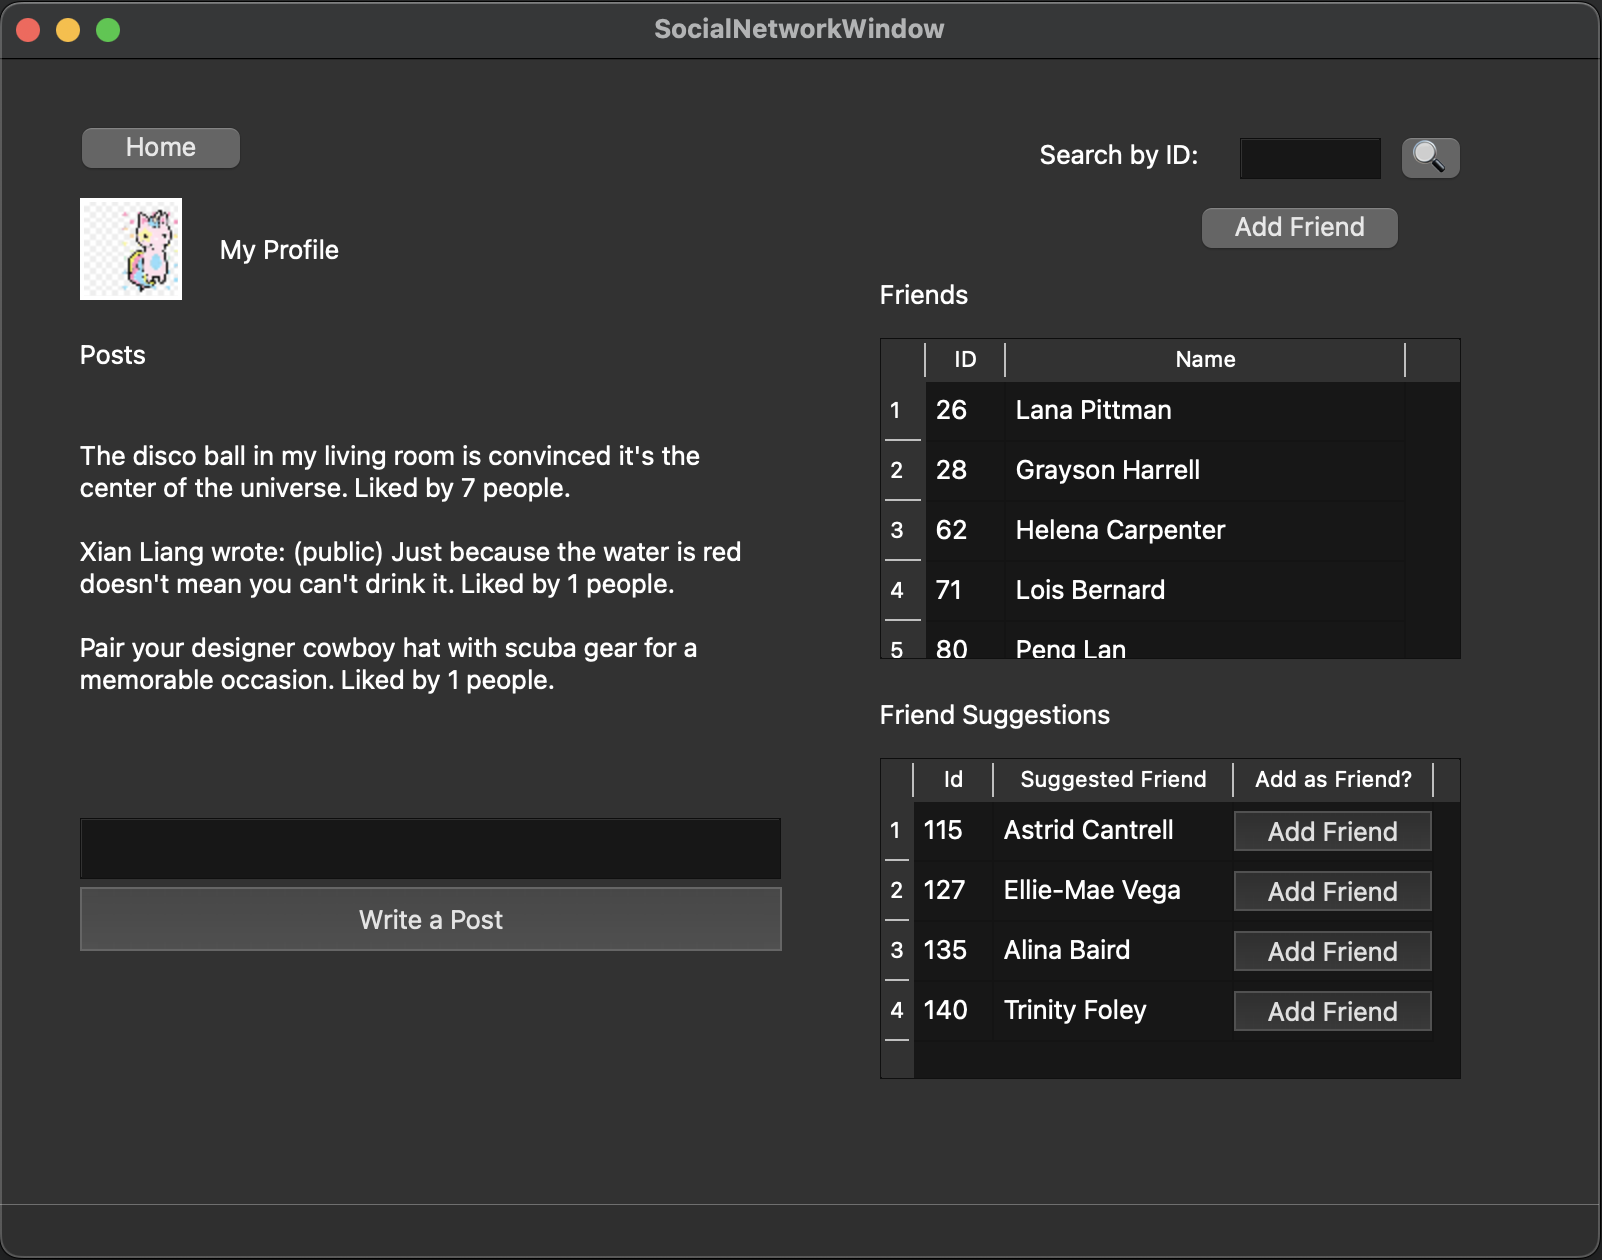 SocialNetworkWindow
Home
Search by ID:
My Profile
Add Friend
Friends
Posts
ID Name
1 26 Lana Pittman
2 28 Grayson Harrell
3 62 Helena Carpenter
4 71 Lois Bernard
5 80 Peng Lan
The disco ball in my living room is convinced it's the
center of the universe. Liked by 7 people.
Xian Liang wrote: (public) Just because the water is red
doesn't mean you can't drink it. Liked by 1 people.
Pair your designer cowboy hat with scuba gear for a
memorable occasion. Liked by 1 people.
Write a Post
Friend Suggestions
Id Suggested Friend Add as Friend?
1 115 Astrid Cantrell Add Friend
2 127 Ellie-Mae Vega Add Friend
3 135 Alina Baird Add Friend
4 140 Trinity Foley Add Friend